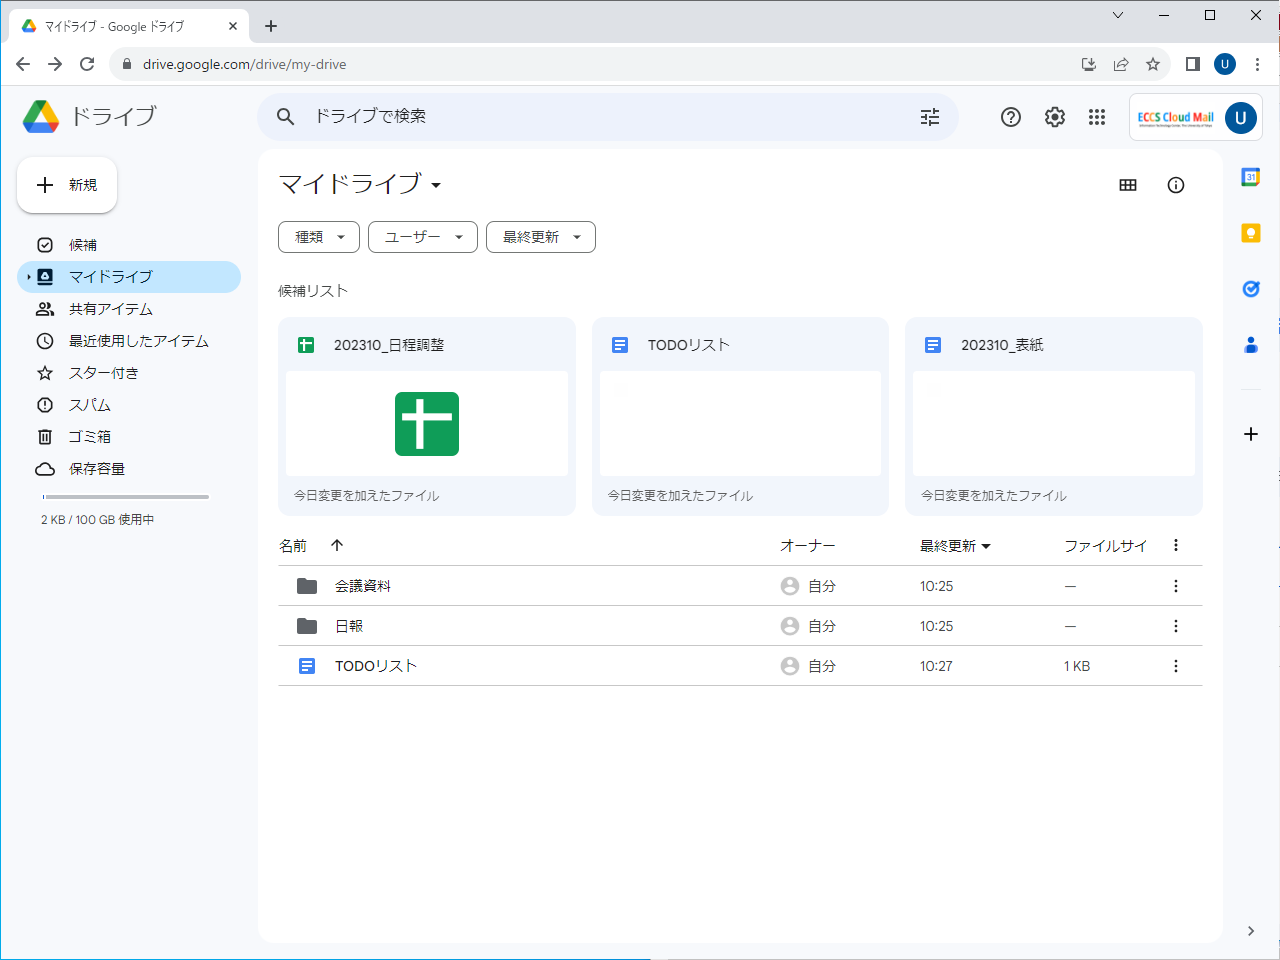 マイドライブ - Google ドライブ
drive.google.com/drive/my-drive
U
ドライブ
ドライブで検索
ECCS Cloud Mail
Information Technology Center, The University of Tokyo
U
新規
マイドライブ
31
種類
ユーザー
最終更新
候補
マイドライブ
共有アイテム
最近使用したアイテム
スター付き
スパム
ゴミ箱
保存容量
2 KB / 100 GB 使用中
候補リスト
202310_日程調整
TODOリスト
202310_表紙
今日変更を加えたファイル
今日変更を加えたファイル
今日変更を加えたファイル
名前 オーナー 最終更新 ファイルサイ
会議資料 自分 10:25 —
日報 自分 10:25 —
TODOリスト 自分 10:27 1 KB